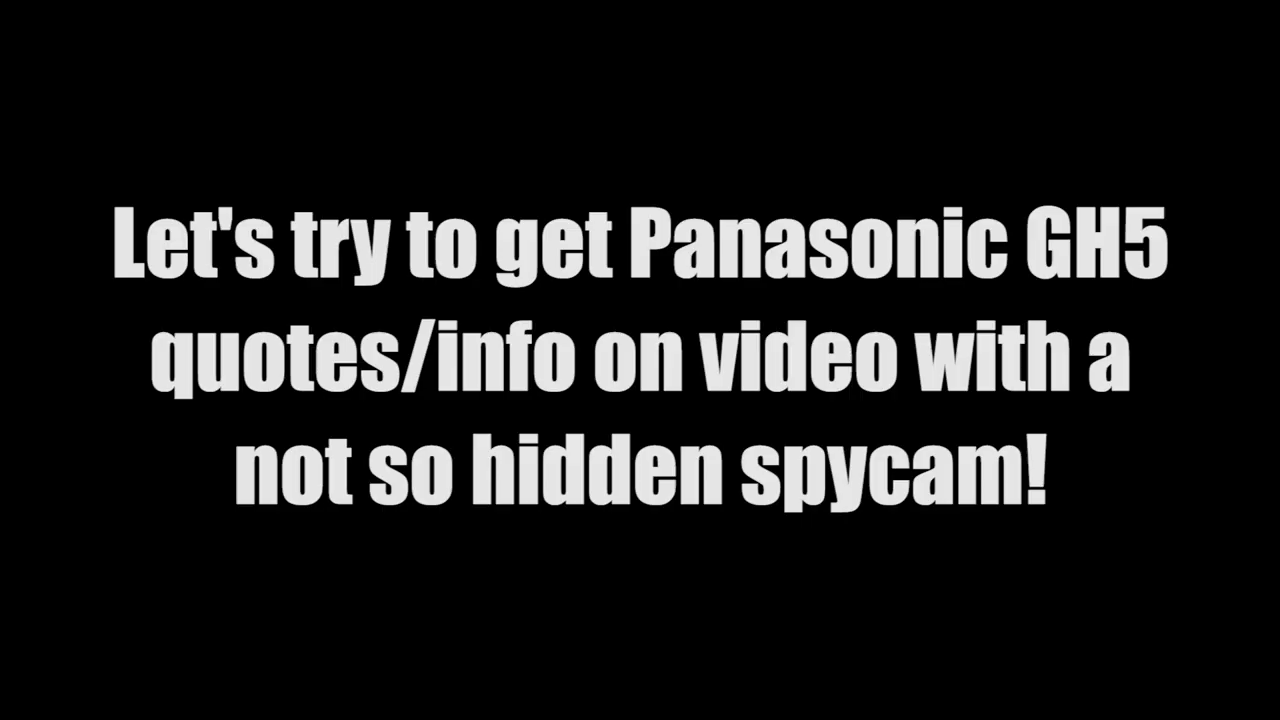 Let's try to get Panasonic GH5
quotes/info on video with a
not so hidden spycam!